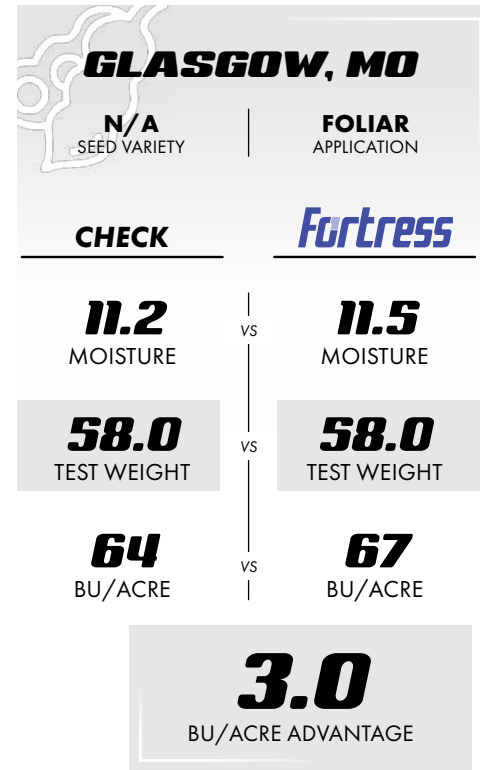 GLASGOW, MO
N/A FOLIAR
SEED VARIETY APPLICATION
CHECK Fortress
11.2 vs 11.5
MOISTURE MOISTURE
58.0 vs 58.0
TEST WEIGHT TEST WEIGHT
64 vs 67
BU/ACRE BU/ACRE
3.0
BU/ACRE ADVANTAGE